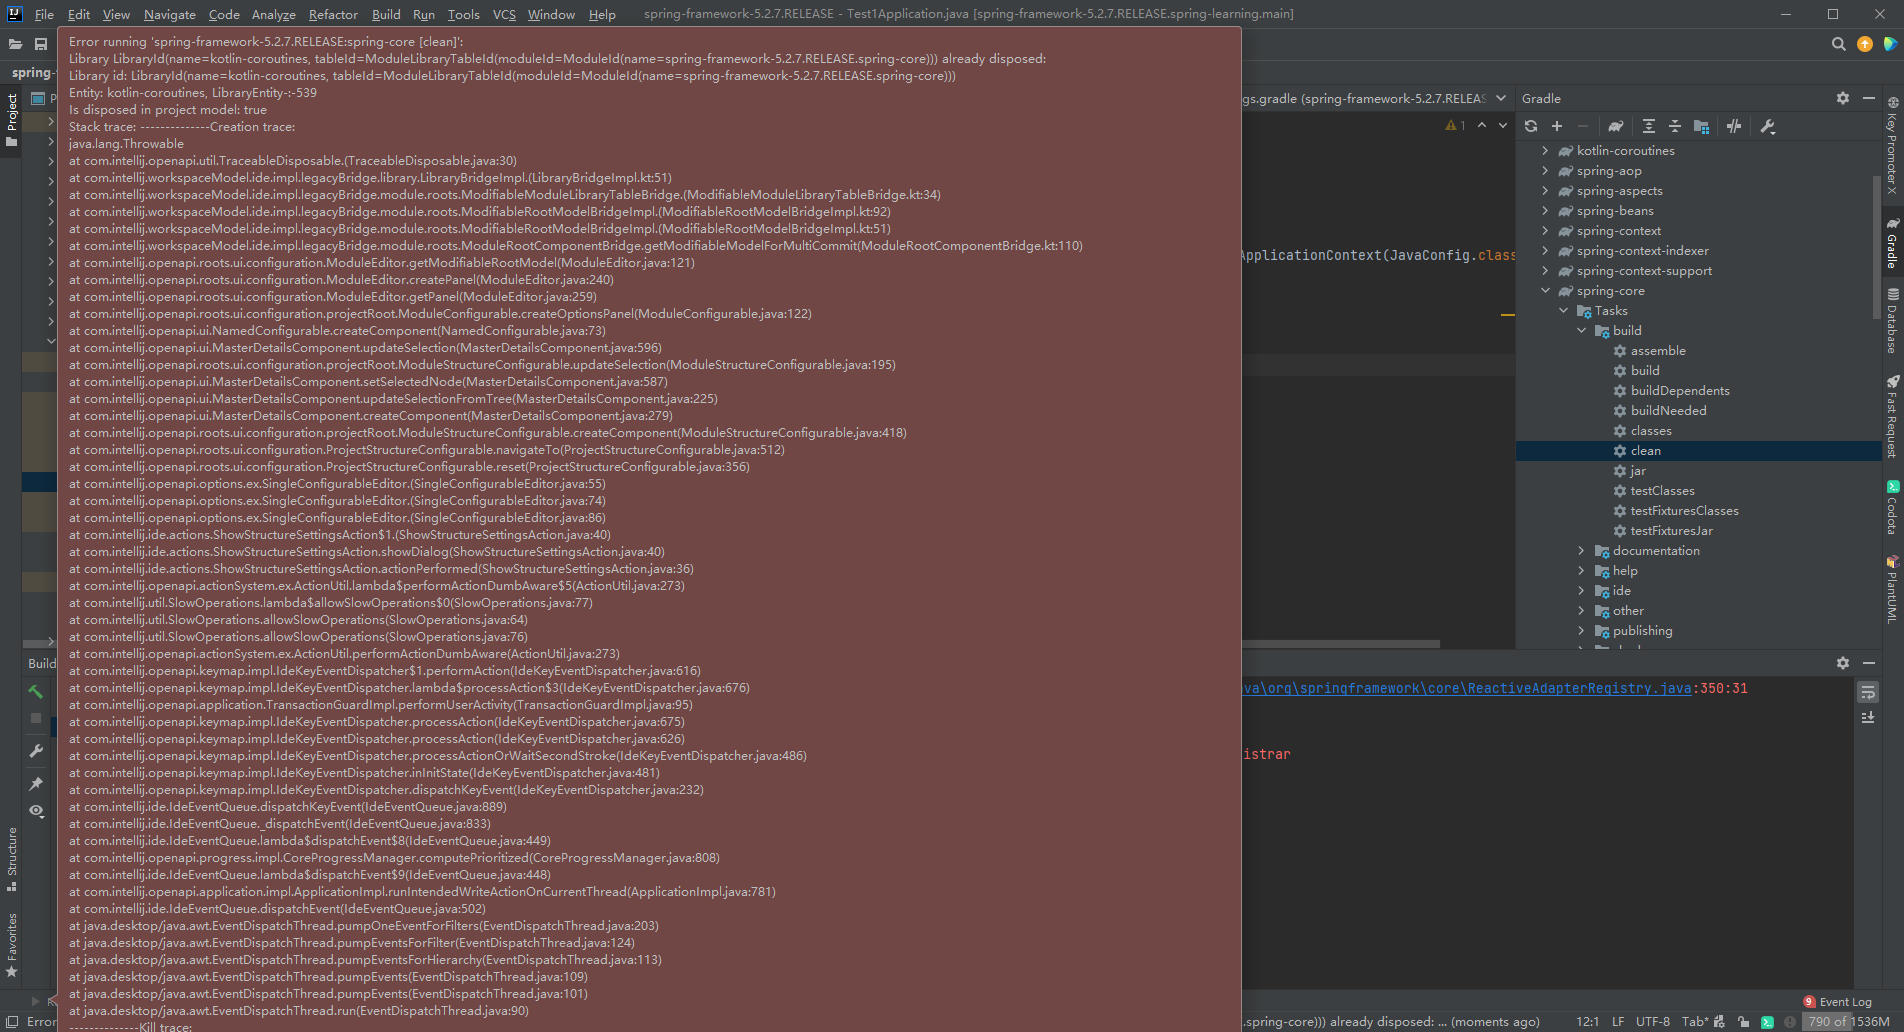 File Edit View Navigate Code Analyze Refactor Build Run Tools VCS Window Help spring-framework-5.2.7.RELEASE - Test1Application.java [spring-framework-5.2.7.RELEASE.spring-learning.main]
spring-
Project
P
Error running 'spring-framework-5.2.7.RELEASE:spring-core [clean]':
Library LibraryId(name=kotlin-coroutines, tableId=ModuleLibraryTableId(moduleId=ModuleId(name=spring-framework-5.2.7.RELEASE.spring-core))) already disposed:
Library id: LibraryId(name=kotlin-coroutines, tableId=ModuleLibraryTableId(moduleId=ModuleId(name=spring-framework-5.2.7.RELEASE.spring-core)))
Entity: kotlin-coroutines, LibraryEntity-:-539
Is disposed in project model: true
Stack trace: --------------Creation trace:
java.lang.Throwable
at com.intellij.openapi.util.TraceableDisposable.(TraceableDisposable.java:30)
at com.intellij.workspaceModel.ide.impl.legacyBridge.library.LibraryBridgeImpl.(LibraryBridgeImpl.kt:51)
at com.intellij.workspaceModel.ide.impl.legacyBridge.module.roots.ModifiableModuleLibraryTableBridge.(ModifiableModuleLibraryTableBridge.kt:34)
at com.intellij.workspaceModel.ide.impl.legacyBridge.module.roots.ModifiableRootModelBridgeImpl.(ModifiableRootModelBridgeImpl.kt:92)
at com.intellij.workspaceModel.ide.impl.legacyBridge.module.roots.ModifiableRootModelBridgeImpl.(ModifiableRootModelBridgeImpl.kt:51)
at com.intellij.workspaceModel.ide.impl.legacyBridge.module.roots.ModuleRootComponentBridge.getModifiableModelForMultiCommit(ModuleRootComponentBridge.kt:110)
at com.intellij.openapi.roots.ui.configuration.ModuleEditor.getModifiableRootModel(ModuleEditor.java:121)
at com.intellij.openapi.roots.ui.configuration.ModuleEditor.createPanel(ModuleEditor.java:240)
at com.intellij.openapi.roots.ui.configuration.ModuleEditor.getPanel(ModuleEditor.java:259)
at com.intellij.openapi.roots.ui.configuration.projectRoot.ModuleConfigurable.createOptionsPanel(ModuleConfigurable.java:122)
at com.intellij.openapi.ui.NamedConfigurable.createComponent(NamedConfigurable.java:73)
at com.intellij.openapi.ui.MasterDetailsComponent.updateSelection(MasterDetailsComponent.java:596)
at com.intellij.openapi.roots.ui.configuration.projectRoot.ModuleStructureConfigurable.updateSelection(ModuleStructureConfigurable.java:195)
at com.intellij.openapi.ui.MasterDetailsComponent.setSelectedNode(MasterDetailsComponent.java:587)
at com.intellij.openapi.ui.MasterDetailsComponent.updateSelectionFromTree(MasterDetailsComponent.java:225)
at com.intellij.openapi.ui.MasterDetailsComponent.createComponent(MasterDetailsComponent.java:279)
at com.intellij.openapi.roots.ui.configuration.projectRoot.ModuleStructureConfigurable.createComponent(ModuleStructureConfigurable.java:418)
at com.intellij.openapi.roots.ui.configuration.ProjectStructureConfigurable.navigateTo(ProjectStructureConfigurable.java:512)
at com.intellij.openapi.roots.ui.configuration.ProjectStructureConfigurable.reset(ProjectStructureConfigurable.java:356)
at com.intellij.openapi.options.ex.SingleConfigurableEditor.(SingleConfigurableEditor.java:55)
at com.intellij.openapi.options.ex.SingleConfigurableEditor.(SingleConfigurableEditor.java:74)
at com.intellij.openapi.options.ex.SingleConfigurableEditor.(SingleConfigurableEditor.java:86)
at com.intellij.ide.actions.ShowStructureSettingsAction$1.(ShowStructureSettingsAction.java:40)
at com.intellij.ide.actions.ShowStructureSettingsAction.showDialog(ShowStructureSettingsAction.java:40)
at com.intellij.ide.actions.ShowStructureSettingsAction.actionPerformed(ShowStructureSettingsAction.java:36)
at com.intellij.openapi.actionSystem.ex.ActionUtil.lambda$performActionDumbAware$5(ActionUtil.java:273)
at com.intellij.util.SlowOperations.lambda$allowSlowOperations$0(SlowOperations.java:77)
at com.intellij.util.SlowOperations.allowSlowOperations(SlowOperations.java:64)
at com.intellij.util.SlowOperations.allowSlowOperations(SlowOperations.java:76)
at com.intellij.openapi.actionSystem.ex.ActionUtil.performActionDumbAware(ActionUtil.java:273)
at com.intellij.openapi.keymap.impl.IdeKeyEventDispatcher$1.performAction(IdeKeyEventDispatcher.java:616)
at com.intellij.openapi.keymap.impl.IdeKeyEventDispatcher.lambda$processAction$3(IdeKeyEventDispatcher.java:676)
at com.intellij.openapi.application.TransactionGuardImpl.performUserActivity(TransactionGuardImpl.java:95)
at com.intellij.openapi.keymap.impl.IdeKeyEventDispatcher.processAction(IdeKeyEventDispatcher.java:675)
at com.intellij.openapi.keymap.impl.IdeKeyEventDispatcher.processAction(IdeKeyEventDispatcher.java:626)
at com.intellij.openapi.keymap.impl.IdeKeyEventDispatcher.processActionOrWaitSecondStroke(IdeKeyEventDispatcher.java:486)
at com.intellij.openapi.keymap.impl.IdeKeyEventDispatcher.inInitState(IdeKeyEventDispatcher.java:481)
at com.intellij.openapi.keymap.impl.IdeKeyEventDispatcher.dispatchKeyEvent(IdeKeyEventDispatcher.java:232)
at com.intellij.ide.IdeEventQueue.dispatchKeyEvent(IdeEventQueue.java:889)
at com.intellij.ide.IdeEventQueue._dispatchEvent(IdeEventQueue.java:833)
at com.intellij.ide.IdeEventQueue.lambda$dispatchEvent$8(IdeEventQueue.java:449)
at com.intellij.openapi.progress.impl.CoreProgressManager.computePrioritized(CoreProgressManager.java:808)
at com.intellij.ide.IdeEventQueue.lambda$dispatchEvent$9(IdeEventQueue.java:448)
at com.intellij.openapi.application.impl.ApplicationImpl.runIntendedWriteActionOnCurrentThread(ApplicationImpl.java:781)
at com.intellij.ide.IdeEventQueue.dispatchEvent(IdeEventQueue.java:502)
at java.desktop/java.awt.EventDispatchThread.pumpOneEventForFilters(EventDispatchThread.java:203)
at java.desktop/java.awt.EventDispatchThread.pumpEventsForFilter(EventDispatchThread.java:124)
at java.desktop/java.awt.EventDispatchThread.pumpEventsForHierarchy(EventDispatchThread.java:113)
at java.desktop/java.awt.EventDispatchThread.pumpEvents(EventDispatchThread.java:109)
at java.desktop/java.awt.EventDispatchThread.pumpEvents(EventDispatchThread.java:101)
at java.desktop/java.awt.EventDispatchThread.run(EventDispatchThread.java:90)
--------------Kill trace:
gs.gradle (spring-framework-5.2.7.RELEAS
1
ApplicationContext(JavaConfig.class
Gradle
kotlin-coroutines
spring-aop
spring-aspects
spring-beans
spring-context
spring-context-indexer
spring-context-support
spring-core
Tasks
build
assemble
build
buildDependents
buildNeeded
classes
clean
jar
testClasses
testFixturesClasses
testFixturesJar
documentation
help
ide
other
publishing
Key Promoter X
Gradle
Database
Fast Request
Codota
PlantUML
Build
va\org\springframework\core\ReactiveAdapterRegistry.java:350:31
istrar
Structure
Favorites
9 Event Log
Error
.spring-core))) already disposed: ... (moments ago) 12:1 LF UTF-8 Tab* 790 of 1536M